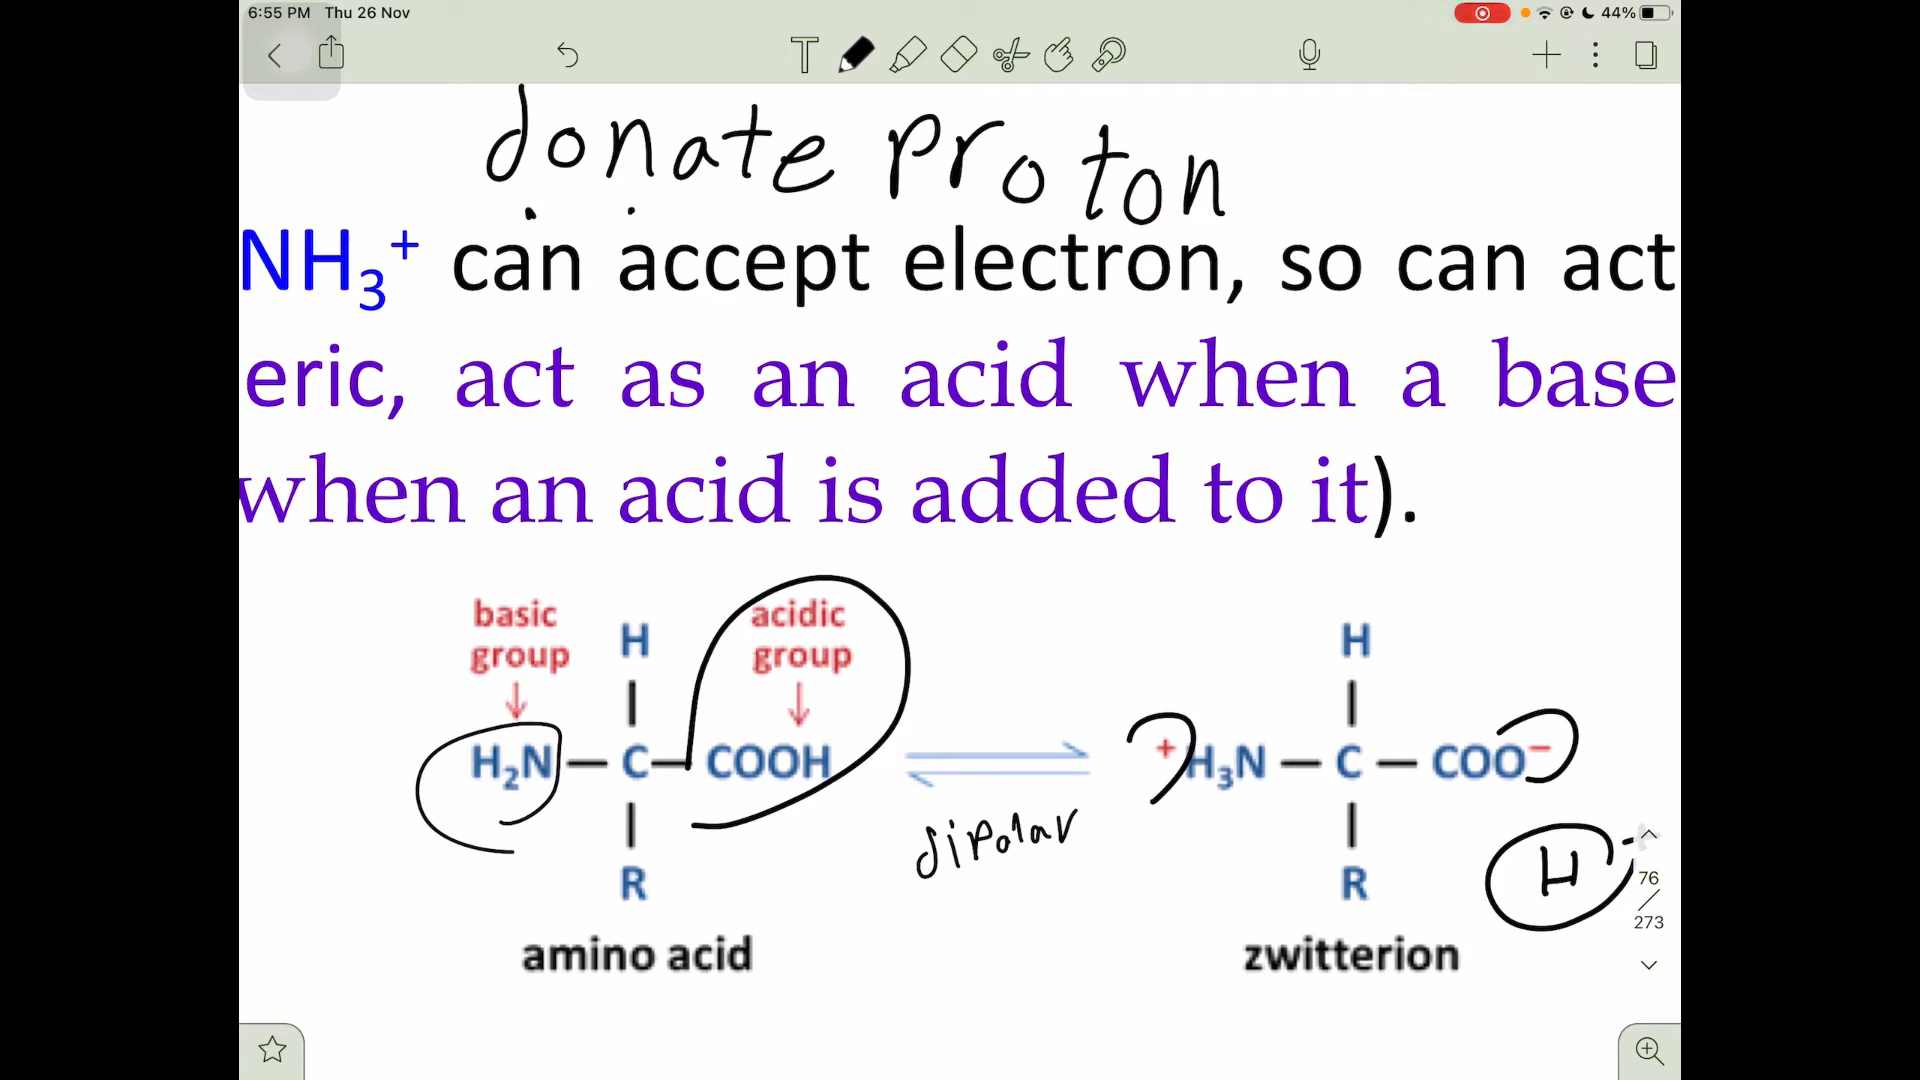 6:55 PM Thu 26 Nov 44%
donate proton
NH3+ can accept electron, so can act
eric, act as an acid when a base
when an acid is added to it).
basic group
acidic group
H
H
H2N — C — COOH
+H3N — C — COO−
dipolar
R
R
H
76
273
amino acid
zwitterion